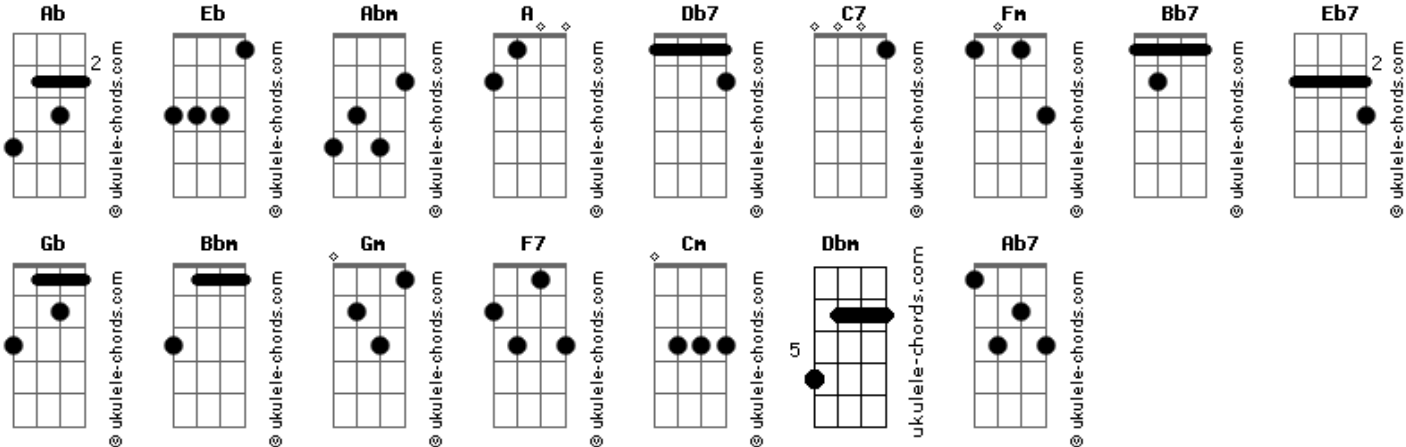 Ab Eb Abm A Db7 C7 Fm Bb7 Eb7
2 2
© ukulele-chords.com © ukulele-chords.com © ukulele-chords.com © ukulele-chords.com © ukulele-chords.com © ukulele-chords.com © ukulele-chords.com © ukulele-chords.com © ukulele-chords.com
Gb Bbm Gm F7 Cm Dbm Ab7
5
© ukulele-chords.com © ukulele-chords.com © ukulele-chords.com © ukulele-chords.com © ukulele-chords.com ukulele-chords.com © ukulele-chords.com